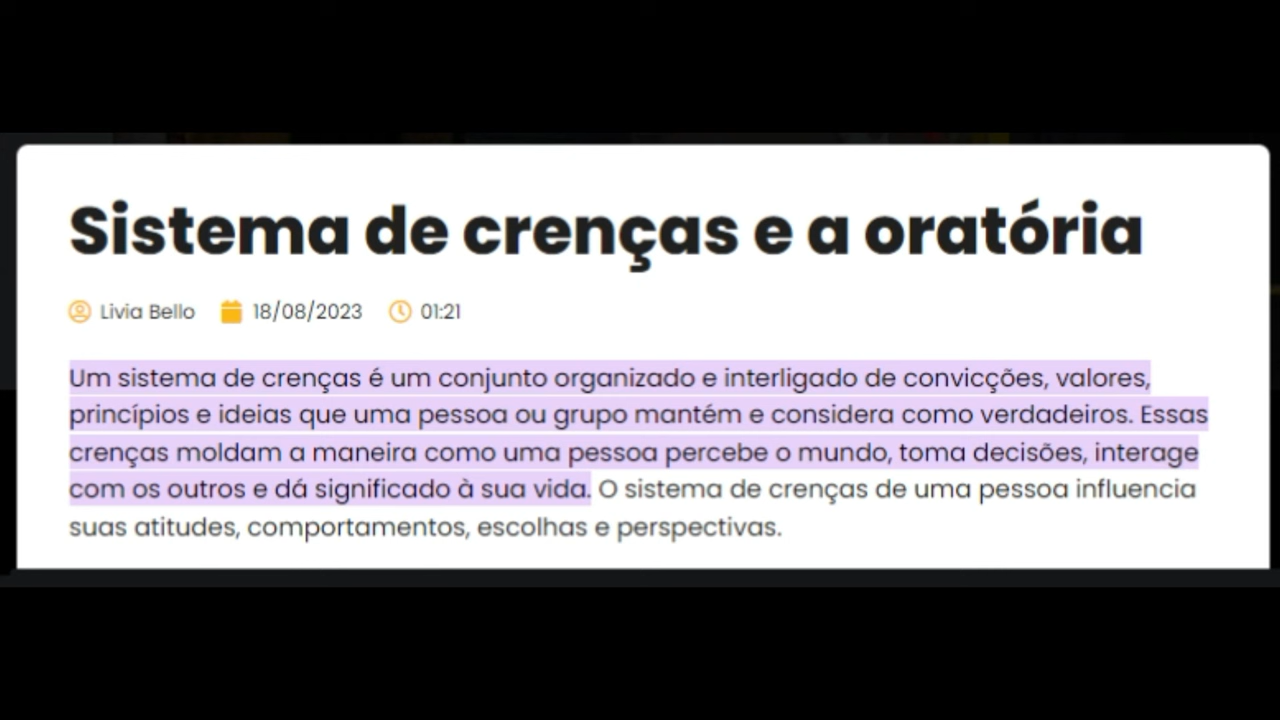 Sistema de crenças e a oratória
Livia Bello 18/08/2023 01:21
Um sistema de crenças é um conjunto organizado e interligado de convicções, valores,
princípios e ideias que uma pessoa ou grupo mantém e considera como verdadeiros. Essas
crenças moldam a maneira como uma pessoa percebe o mundo, toma decisões, interage
com os outros e dá significado à sua vida. O sistema de crenças de uma pessoa influencia
suas atitudes, comportamentos, escolhas e perspectivas.